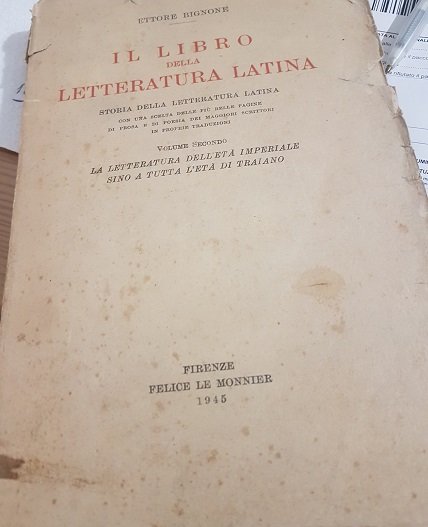 ETTORE BIGNONE
IL LIBRO
DELLA
LETTERATURA LATINA
STORIA DELLA LETTERATURA LATINA
CON UNA SCELTA DELLE PIÙ BELLE PAGINE
DI PROSA E DI POESIA DEI MAGGIORI SCRITTORI
IN PROPRIE TRADUZIONI
VOLUME SECONDO
LA LETTERATURA DELL'ETÀ IMPERIALE
SINO A TUTTA L'ETÀ DI TRAIANO
FIRENZE
FELICE LE MONNIER
1945